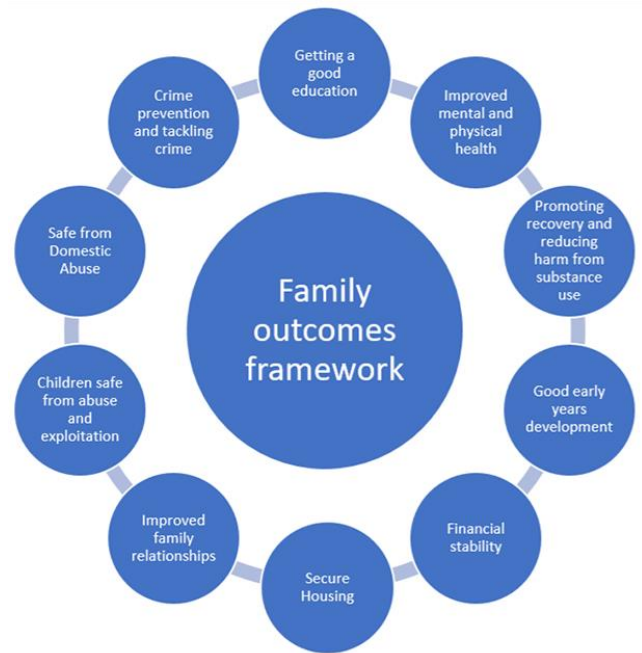 Getting a
good
education
Improved
mental and
physical
health
Promoting
recovery and
reducing
harm from
substance
use
Good early
years
development
Financial
stability
Secure
Housing
Improved
family
relationships
Children safe
from abuse
and
exploitation
Safe from
Domestic
Abuse
Crime
prevention
and tackling
crime
Family
outcomes
framework